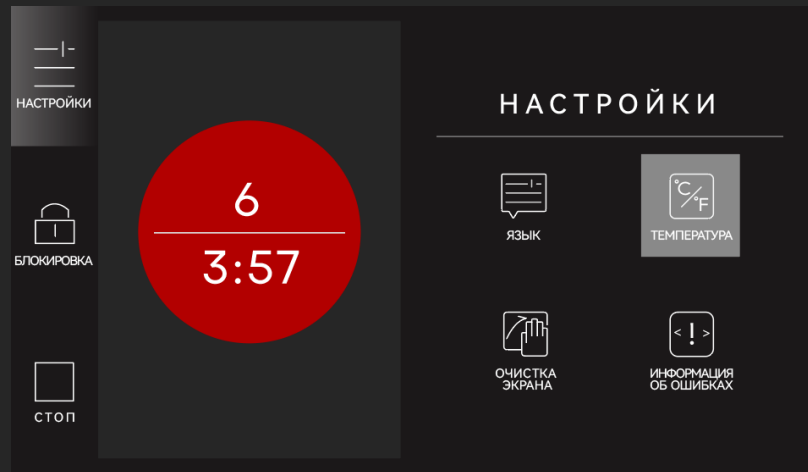 НАСТРОЙКИ
БЛОКИРОВКА
СТОП
6
3:57
НАСТРОЙКИ
ЯЗЫК
°C/°F
ТЕМПЕРАТУРА
ОЧИСТКА
ЭКРАНА
< ! >
ИНФОРМАЦИЯ
ОБ ОШИБКАХ